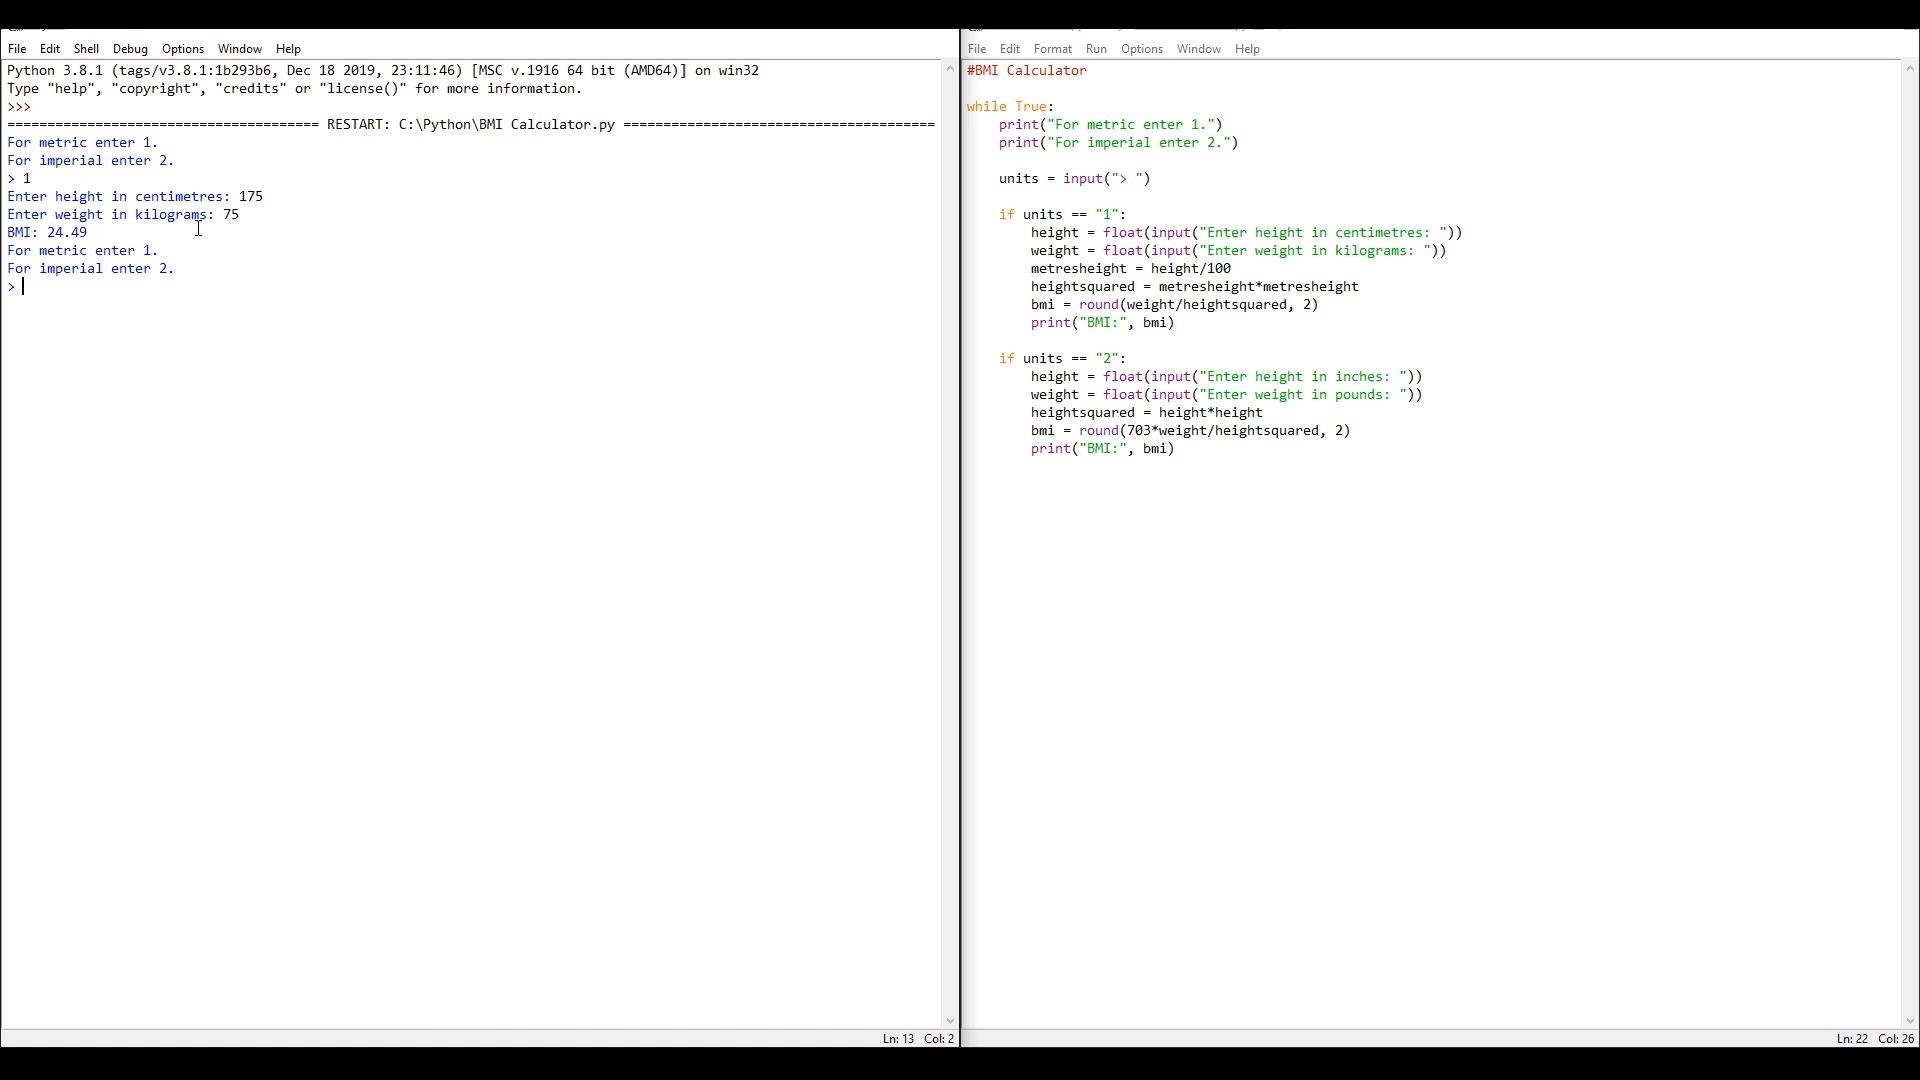 File Edit Shell Debug Options Window Help
Python 3.8.1 (tags/v3.8.1:1b293b6, Dec 18 2019, 23:11:46) [MSC v.1916 64 bit (AMD64)] on win32
Type "help", "copyright", "credits" or "license()" for more information.
>>>
======================================= RESTART: C:\Python\BMI Calculator.py =======================================
For metric enter 1.
For imperial enter 2.
> 1
Enter height in centimetres: 175
Enter weight in kilograms: 75
BMI: 24.49
For metric enter 1.
For imperial enter 2.
>
Ln: 13 Col: 2
File Edit Format Run Options Window Help
#BMI Calculator
while True:
    print("For metric enter 1.")
    print("For imperial enter 2.")
    units = input("> ")
    if units == "1":
        height = float(input("Enter height in centimetres: "))
        weight = float(input("Enter weight in kilograms: "))
        metresheight = height/100
        heightsquared = metresheight*metresheight
        bmi = round(weight/heightsquared, 2)
        print("BMI:", bmi)
    if units == "2":
        height = float(input("Enter height in inches: "))
        weight = float(input("Enter weight in pounds: "))
        heightsquared = height*height
        bmi = round(703*weight/heightsquared, 2)
        print("BMI:", bmi)
Ln: 22 Col: 26